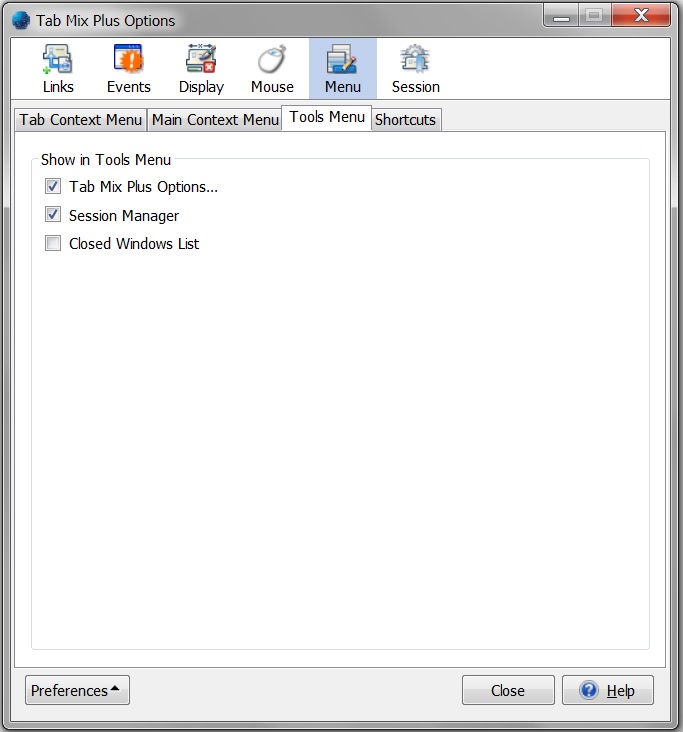 Tab Mix Plus Options
Links Events Display Mouse Menu Session
Tab Context Menu Main Context Menu Tools Menu Shortcuts
Show in Tools Menu
Tab Mix Plus Options...
Session Manager
Closed Windows List
Preferences Close Help